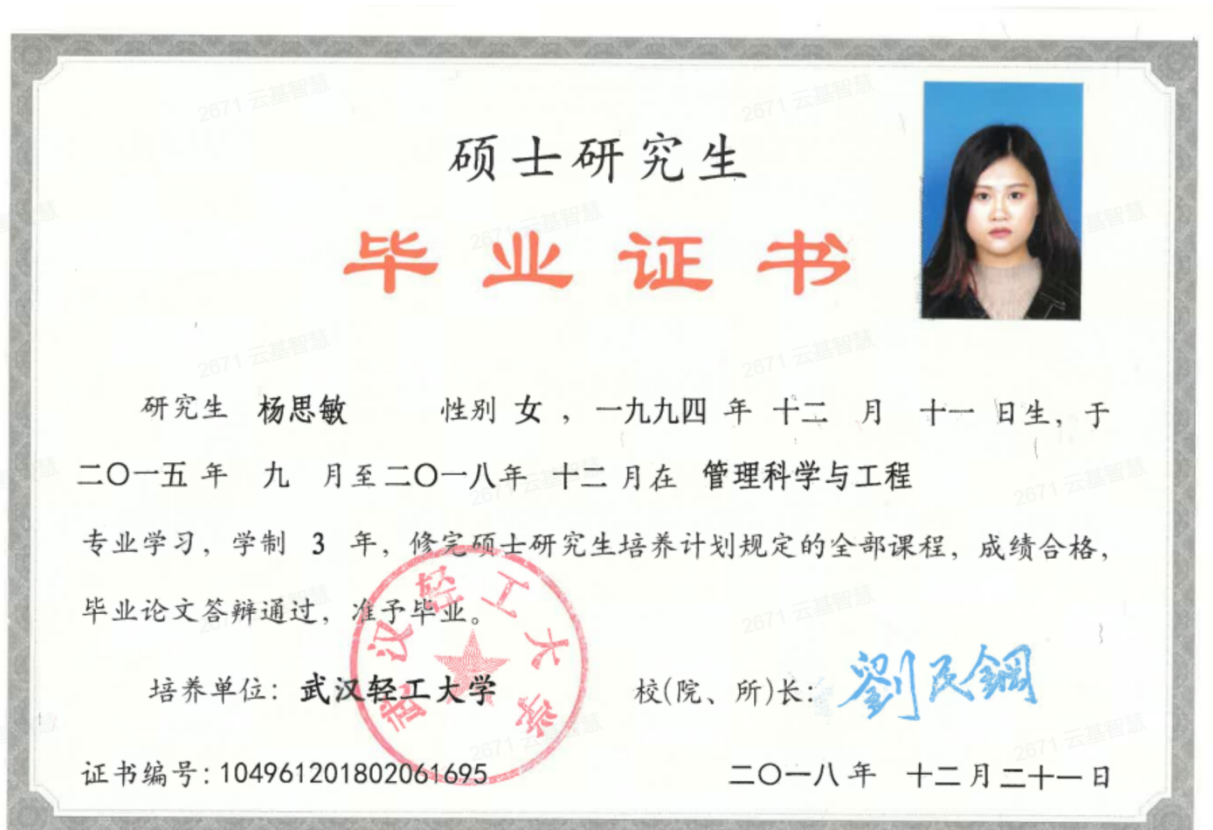 硕士研究生
毕业证书
研究生 杨思敏 性别 女 ，一九九四 年 十二 月 十一 日生，于
二〇一五 年 九 月至二〇一八年 十二 月在 管理科学与工程
专业学习，学制 3 年，修完硕士研究生培养计划规定的全部课程，成绩合格，
毕业论文答辩通过，准予毕业。
培养单位：武汉轻工大学 校(院、所)长：劉民鋼
武汉轻工大学
证书编号：104961201802061695 二〇一八 年 十二 月 二十一 日
2671 云基智慧